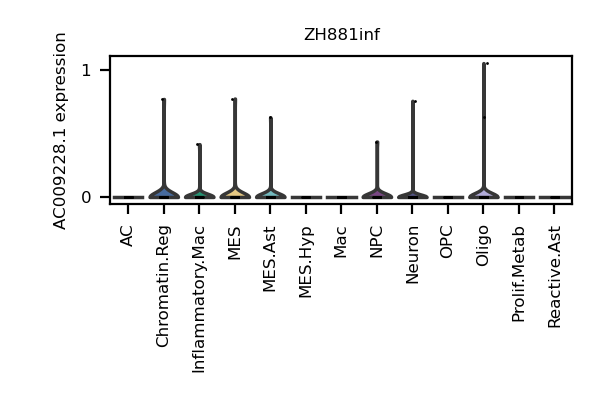 ZH881inf
AC009228.1 expression
1
0
AC
Chromatin.Reg
Inflammatory.Mac
MES
MES.Ast
MES.Hyp
Mac
NPC
Neuron
OPC
Oligo
Prolif.Metab
Reactive.Ast